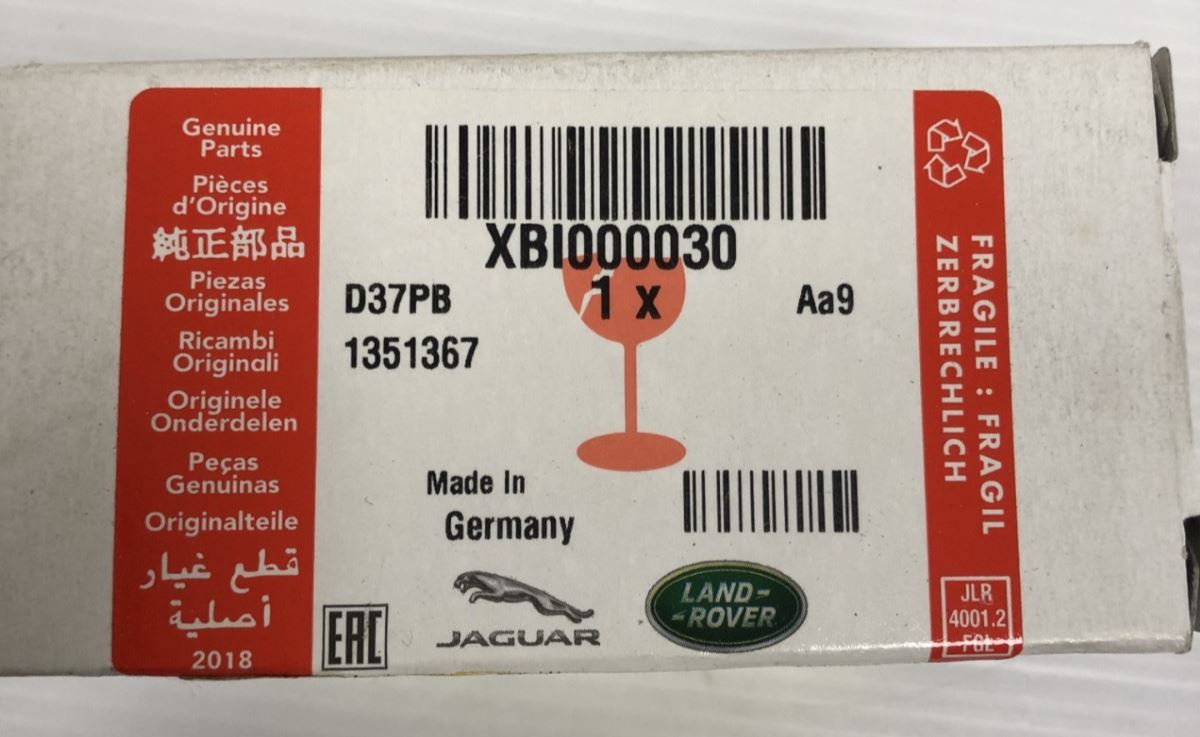 Genuine
Parts
Pièces
d'Origine
純正部品
Piezas
Originales
Ricambi
Originali
Originele
Onderdelen
Peças
Genuinas
Originalteile
قطع غيار
أصلية
2018
XBI000030
1 x
D37PB
Aa9
1351367
Made In
Germany
EAC
JAGUAR
LAND-
-ROVER
FRAGILE : FRAGIL
ZERBRECHLICH
JLR
4001.2
FGL